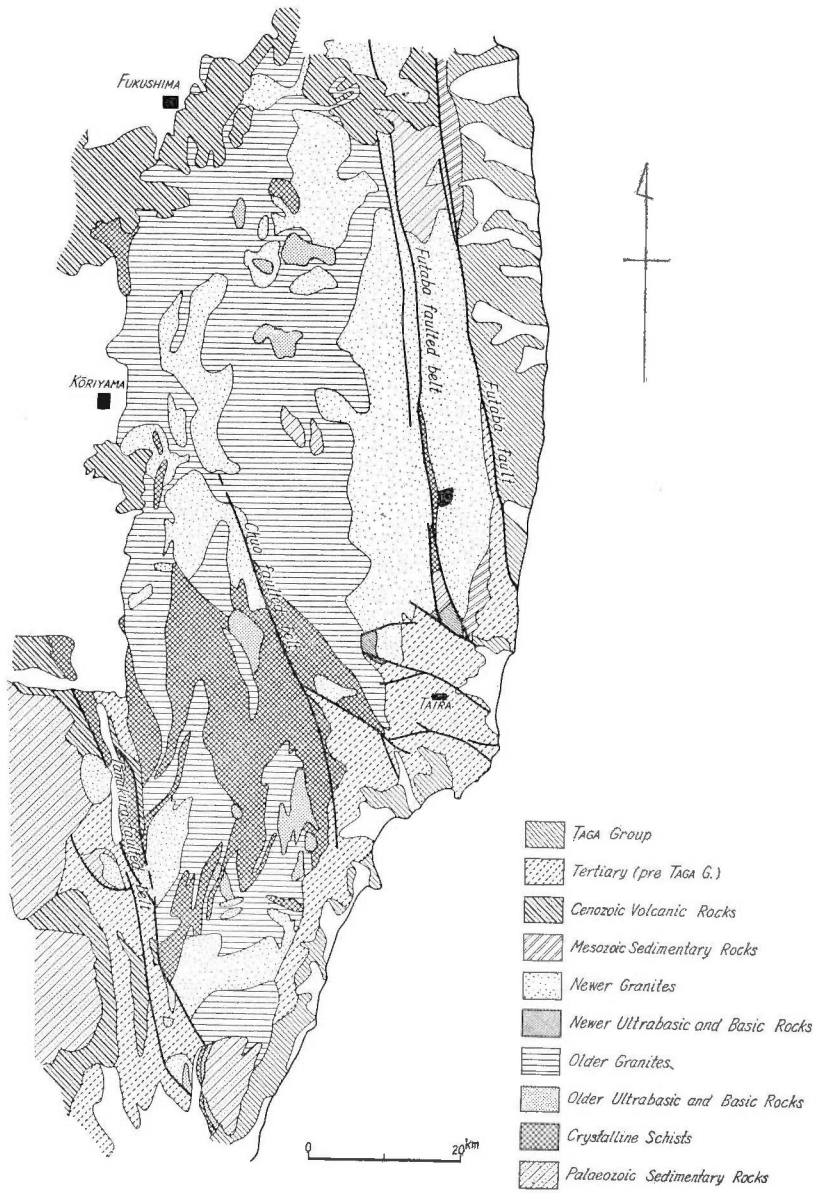 FUKUSHIMA
KŌRIYAMA
Futaba faulted belt
Futaba fault
Chuo faulted belt
TAIRA
TAGA Group
Tertiary (pre TAGA G.)
Cenozoic Volcanic Rocks
Mesozoic Sedimentary Rocks
Newer Granites
Newer Ultrabasic and Basic Rocks
Older Granites
Older Ultrabasic and Basic Rocks
Crystalline Schists
Palaeozoic Sedimentary Rocks
0 20 km